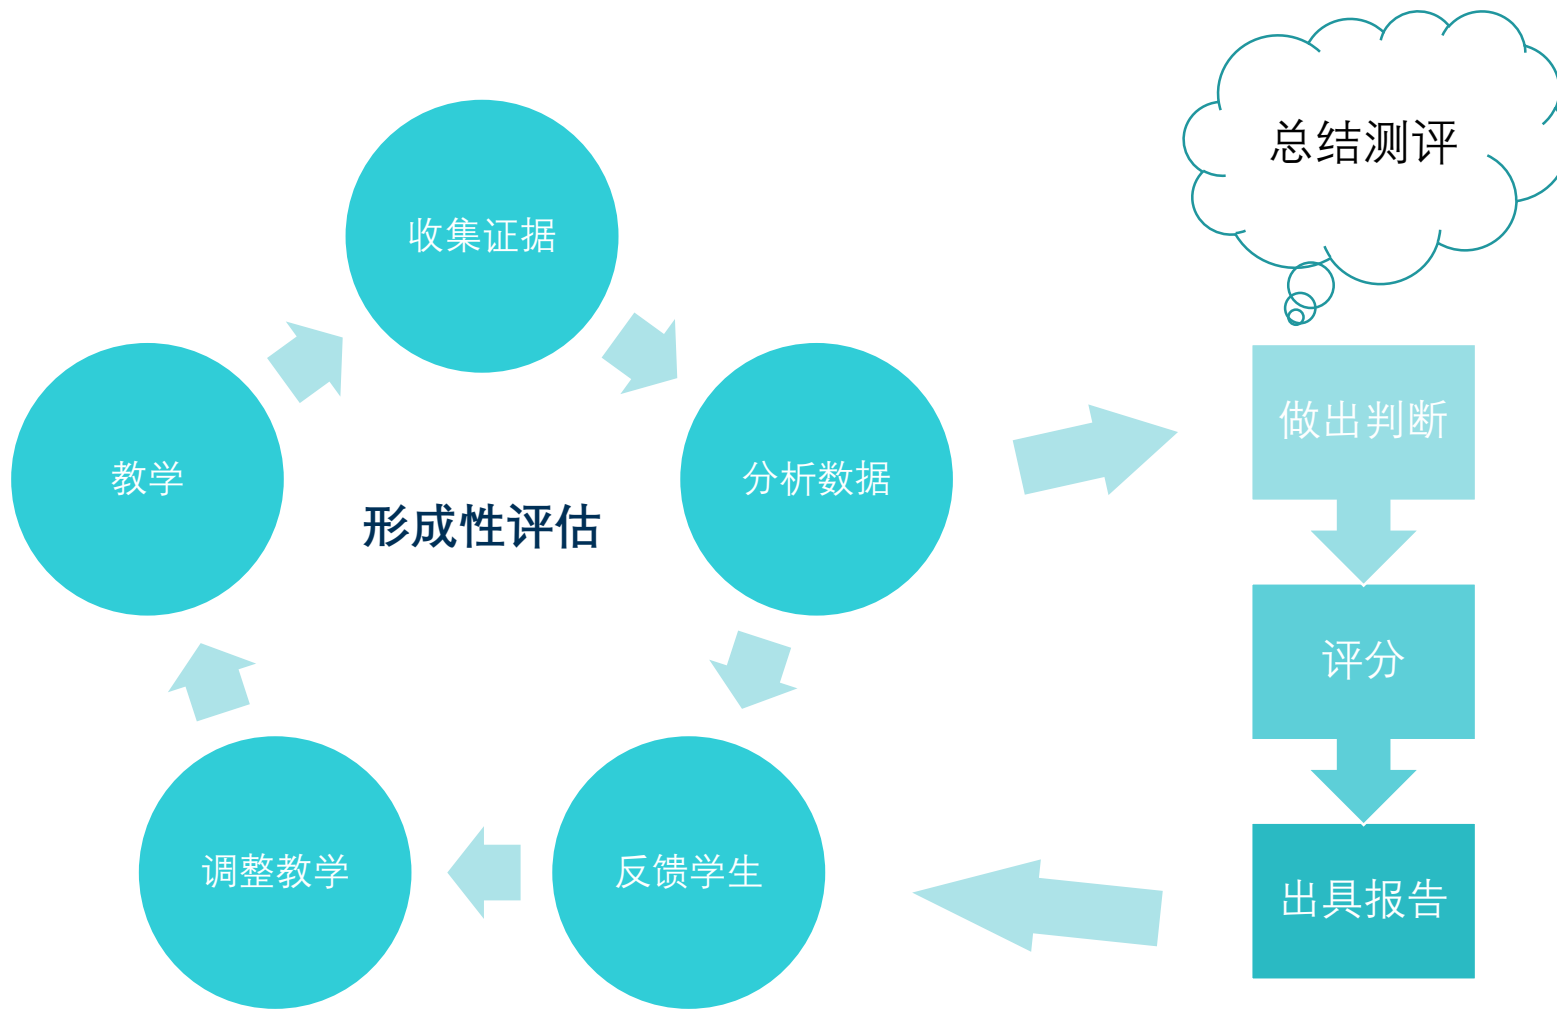 总结测评
收集证据
教学
形成性评估
分析数据
做出判断
评分
调整教学
反馈学生
出具报告